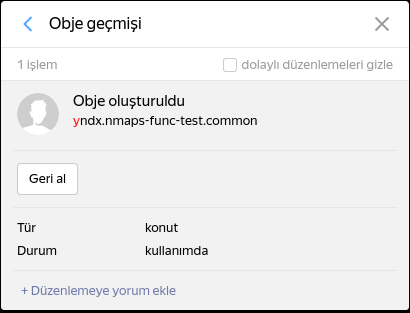 Obje geçmişi
1 işlem
dolaylı düzenlemeleri gizle
Obje oluşturuldu
yndx.nmaps-func-test.common
Geri al
Tür konut
Durum kullanımda
+ Düzenlemeye yorum ekle